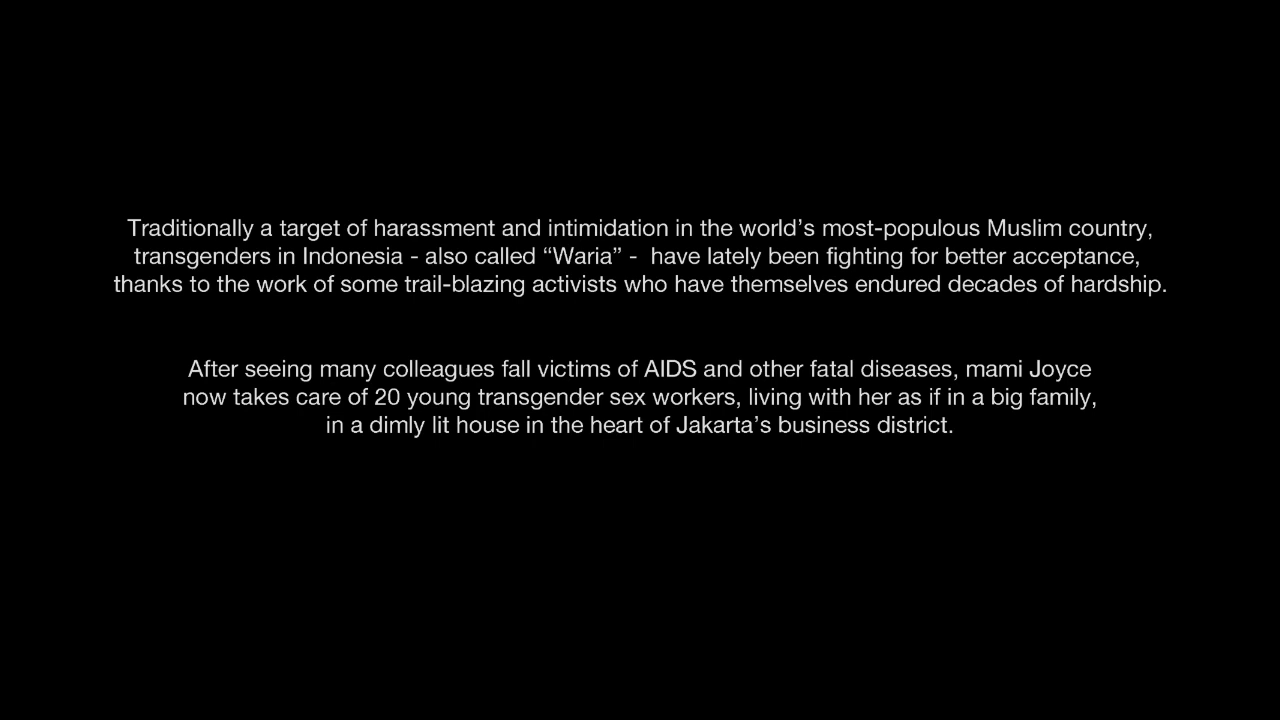 Traditionally a target of harassment and intimidation in the world’s most-populous Muslim country,
transgenders in Indonesia - also called “Waria” -  have lately been fighting for better acceptance,
thanks to the work of some trail-blazing activists who have themselves endured decades of hardship.
After seeing many colleagues fall victims of AIDS and other fatal diseases, mami Joyce
now takes care of 20 young transgender sex workers, living with her as if in a big family,
in a dimly lit house in the heart of Jakarta’s business district.